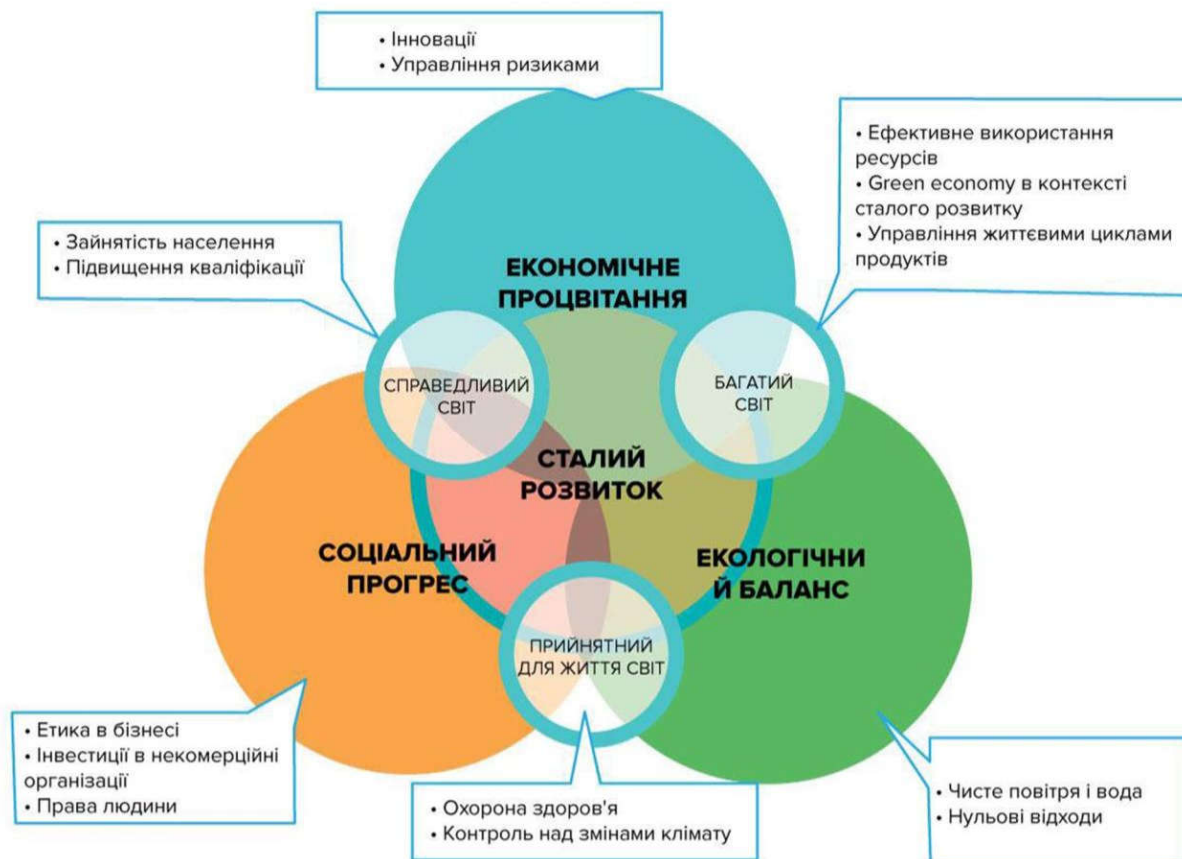 • Інновації
• Управління ризиками
• Ефективне використання
ресурсів
• Green economy в контексті
сталого розвитку
• Управління життєвими циклами
продуктів
• Зайнятість населення
• Підвищення кваліфікації
ЕКОНОМІЧНЕ
ПРОЦВІТАННЯ
СПРАВЕДЛИВИЙ
СВІТ
БАГАТИЙ
СВІТ
СТАЛИЙ
РОЗВИТОК
СОЦІАЛЬНИЙ
ПРОГРЕС
ЕКОЛОГІЧНИ
Й БАЛАНС
ПРИЙНЯТНИЙ
ДЛЯ ЖИТТЯ СВІТ
• Етика в бізнесі
• Інвестиції в некомерційні
організації
• Права людини
• Охорона здоров'я
• Контроль над змінами клімату
• Чисте повітря і вода
• Нульові відходи